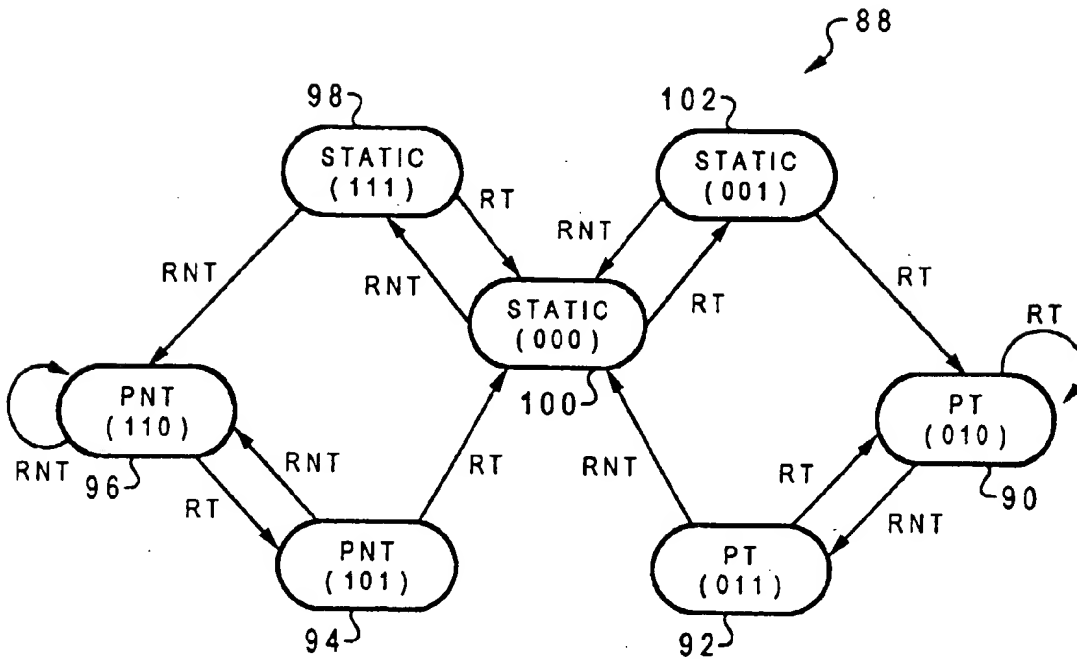 88
98
102
STATIC
(111)
STATIC
(001)
RT
RNT
RNT
RNT
RT
RT
STATIC
(000)
RT
100
PNT
(110)
PT
(010)
RNT
96
RNT
RT
RT
RNT
RT
RNT
90
PNT
(101)
PT
(011)
94
92